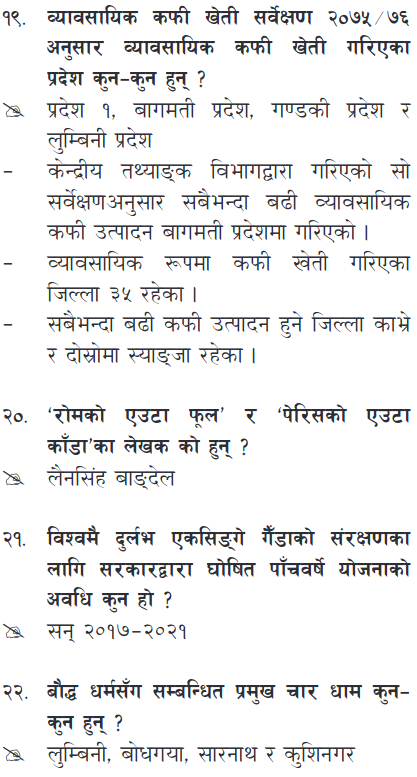 १९. व्यावसायिक कफी खेती सर्वेक्षण २०७५/७६
अनुसार व्यावसायिक कफी खेती गरिएका
प्रदेश कुन-कुन हुन् ?
प्रदेश १, बागमती प्रदेश, गण्डकी प्रदेश र
लुम्बिनी प्रदेश
- केन्द्रीय तथ्याङ्क विभागद्वारा गरिएको सो
सर्वेक्षणअनुसार सबैभन्दा बढी व्यावसायिक
कफी उत्पादन बागमती प्रदेशमा गरिएको ।
- व्यावसायिक रूपमा कफी खेती गरिएका
जिल्ला ३५ रहेका ।
- सबैभन्दा बढी कफी उत्पादन हुने जिल्ला काभ्रे
र दोस्रोमा स्याङ्जा रहेका ।
२०. ‘रोमको एउटा फूल’ र ‘पेरिसको एउटा
काँडा’का लेखक को हुन् ?
लैनसिंह बाङ्देल
२१. विश्वमै दुर्लभ एकसिङ्गे गैँडाको संरक्षणका
लागि सरकारद्वारा घोषित पाँचवर्षे योजनाको
अवधि कुन हो ?
सन् २०१७-२०२१
२२. बौद्ध धर्मसँग सम्बन्धित प्रमुख चार धाम कुन-
कुन हुन् ?
लुम्बिनी, बोधगया, सारनाथ र कुशिनगर